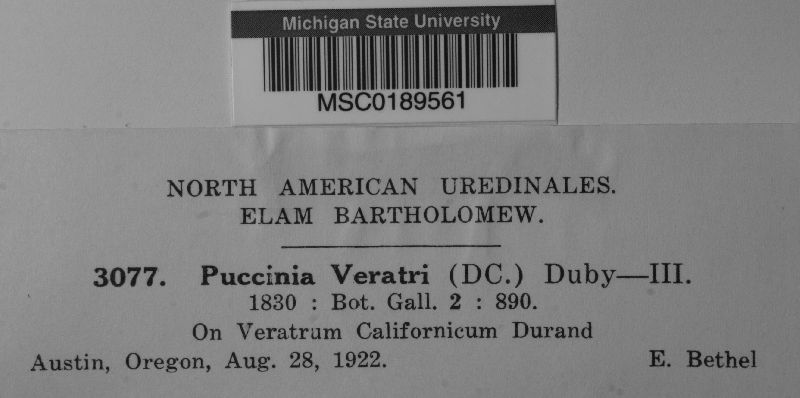 Michigan State University
MSC0189561
NORTH AMERICAN UREDINALES.
ELAM BARTHOLOMEW.
3077. Puccinia Veratri (DC.) Duby—III.
1830 : Bot. Gall. 2 : 890.
On Veratrum Californicum Durand
Austin, Oregon, Aug. 28, 1922. E. Bethel